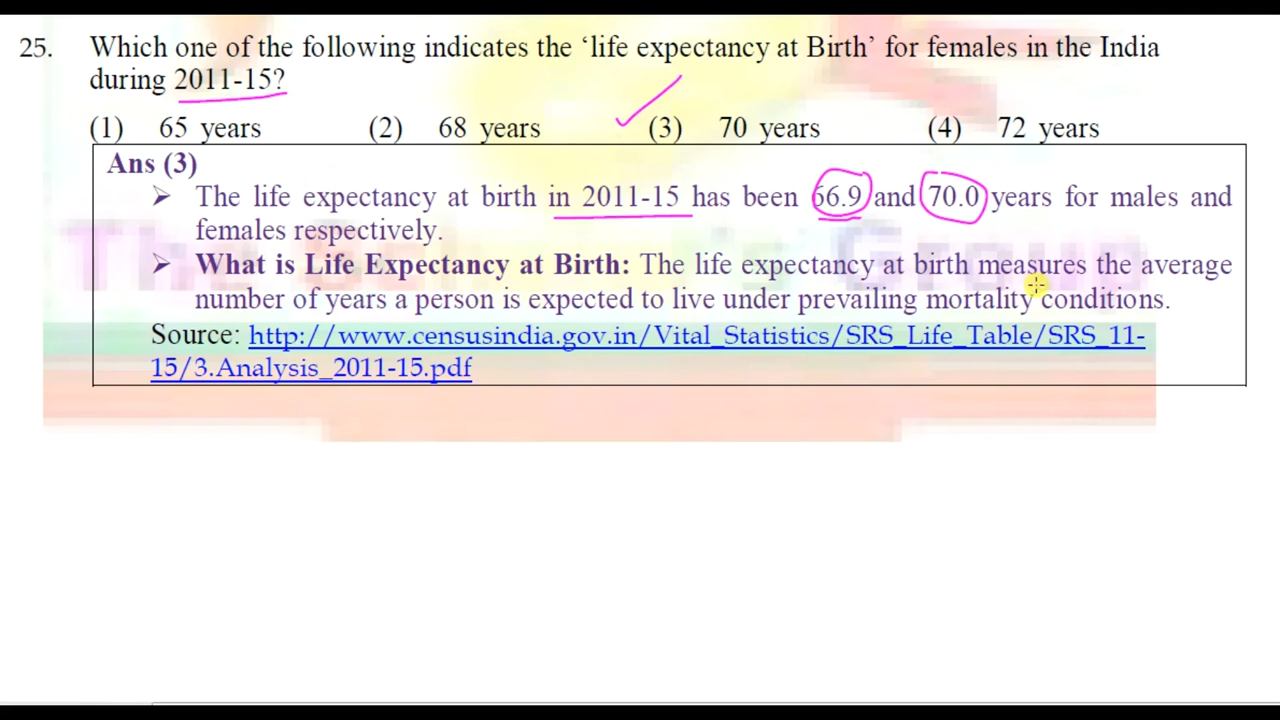 25. Which one of the following indicates the ‘life expectancy at Birth’ for females in the India
during 2011-15?
(1) 65 years (2) 68 years (3) 70 years (4) 72 years
Ans (3)
➢ The life expectancy at birth in 2011-15 has been 66.9 and 70.0 years for males and
females respectively.
➢ What is Life Expectancy at Birth: The life expectancy at birth measures the average
number of years a person is expected to live under prevailing mortality conditions.
Source: http://www.censusindia.gov.in/Vital_Statistics/SRS_Life_Table/SRS_11-
15/3.Analysis_2011-15.pdf